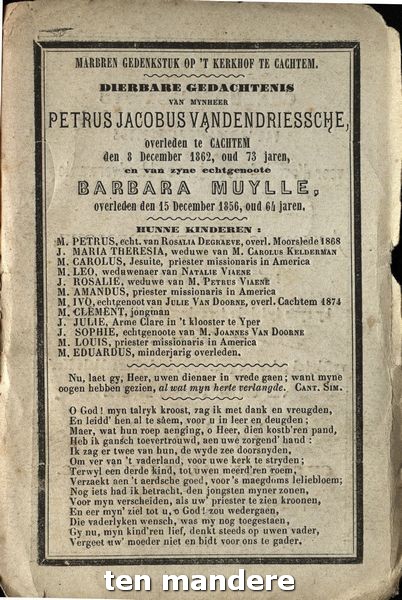 MARBREN GEDENKSTUK OP 'T KERKHOF TE CACHTEM.
DIERBARE GEDACHTENIS
VAN MYNHEER
PETRUS JACOBUS VANDENDRIESSCHE,
overleden te CACHTEM
den 8 December 1862, oud 73 jaren,
en van zyne echtgenoote
BARBARA MUYLLE,
overleden den 15 December 1856, oud 64 jaren.
HUNNE KINDEREN :
M. PETRUS, echt. van ROSALIA DEGRAEVE, overl. Moorslede 1868
J. MARIA THERESIA, weduwe van M. CAROLUS KELDERMAN
M. CAROLUS, Jesuite, priester missionaris in America
M. LEO, weduwenaer van NATALIE VIAENE
J. ROSALIE, weduwe van M. PETRUS VIAENE
M. AMANDUS, priester missionaris in America
M. IVO, echtgenoot van JULIE VAN DOORNE, overl. Cachtem 1874
M. CLÉMENT, jongman
J. JULIE, Arme Clare in 't klooster te Yper
J. SOPHIE, echtgenoote van M. JOANNES VAN DOORNE
M. LOUIS, priester missionaris in America
M. EDUARDUS, minderjarig overleden.
Nu, laet gy, Heer, uwen dienaer in vrede gaen; want myne
oogen hebben gezien, al wat myn herte verlangde. CANT. SIM.
O God! myn talryk kroost, zag ik met dank en vreugden,
En leidd' hen al te sàem, voor u in leer en deugden;
Maer, wat hun roep aenging, o Heer, dien kostb'ren pand,
Heb ik gansch toevertrouwd, aen uwe zorgend' hand :
Ik zag er twee van hun, de wyde zee doorsnyden,
Om ver van 't vaderland, voor uwe kerk te stryden;
Terwyl een derde kind, tot uwen meerd'ren roem,
Verzaekt aen 't aerdsche goed, voor 's maegdoms leliebloem;
Nog iets had ik betracht, den jongsten myner zonen,
Voor myn verscheiden, als uw' priester te zien kroonen,
En eer myn' ziel tot u, o God! zou wedergaen,
Die vaderlyken wensch, was my nog toegestaen,
Gy nu, myn kind'ren lief, denkt steeds op uwen vader,
Vergeet uw' moeder niet en bidt voor ons te gader.
ten mandere